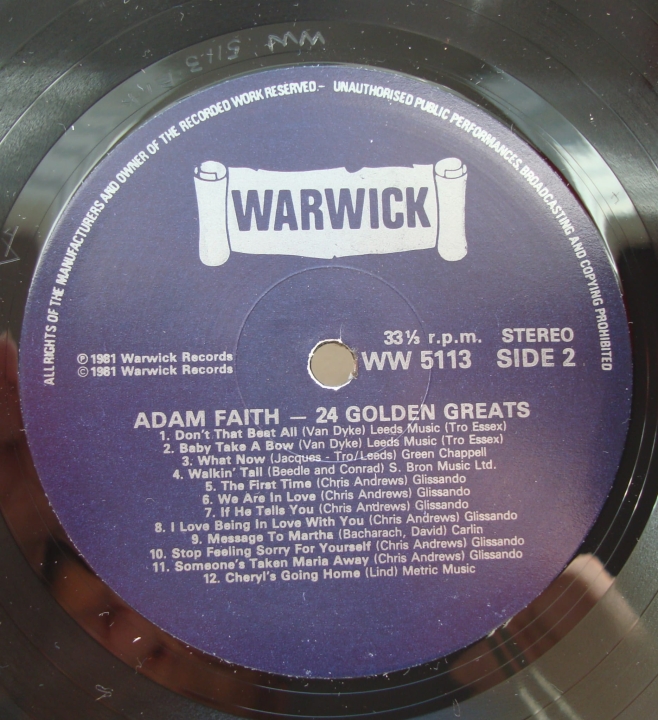 WW 5113
ALL RIGHTS OF THE MANUFACTURERS AND OWNER OF THE RECORDED WORK RESERVED.– UNAUTHORISED PUBLIC PERFORMANCES, BROADCASTING AND COPYING PROHIBITED
WARWICK
33⅓ r.p.m. STEREO
℗ 1981 Warwick Records
© 1981 Warwick Records
WW 5113 SIDE 2
ADAM FAITH — 24 GOLDEN GREATS
1. Don't That Beat All (Van Dyke) Leeds Music (Tro Essex)
2. Baby Take A Bow (Van Dyke) Leeds Music (Tro Essex)
3. What Now (Jacques - Tro/Leeds) Green Chappell
4. Walkin' Tall (Beedle and Conrad) S. Bron Music Ltd.
5. The First Time (Chris Andrews) Glissando
6. We Are In Love (Chris Andrews) Glissando
7. If He Tells You (Chris Andrews) Glissando
8. I Love Being In Love With You (Chris Andrews) Glissando
9. Message To Martha (Bacharach, David) Carlin
10. Stop Feeling Sorry For Yourself (Chris Andrews) Glissando
11. Someone's Taken Maria Away (Chris Andrews) Glissando
12. Cheryl's Going Home (Lind) Metric Music